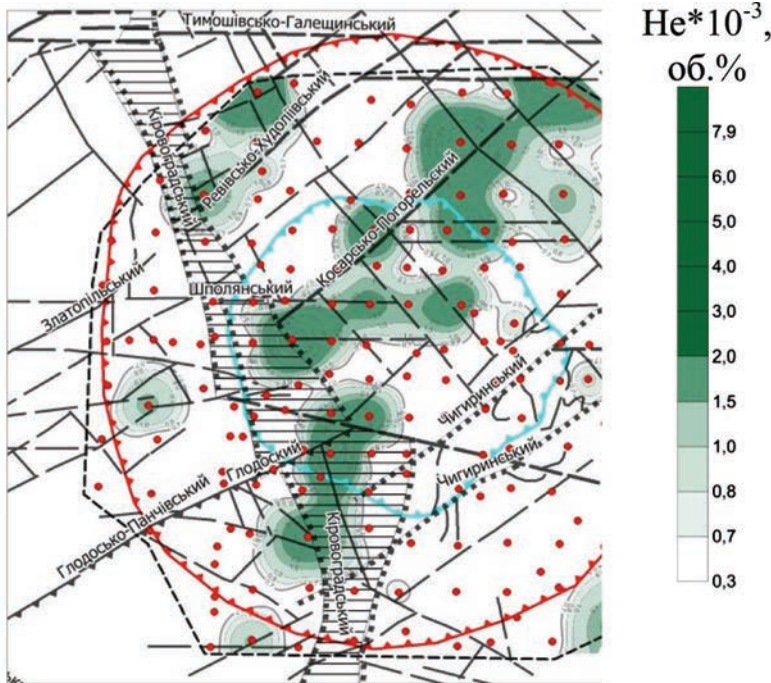 Тимошівсько-Галещинський
Кіровоградський
Ревівсько-Худоліївський
Косарсько-Погорельский
Златопільський
Шполянський
Чигиринський
Чигиринський
Глодоский
Глодосько-Панчівський
Кіровоградський
He*10-3,
об.%
7,9
6,0
5,0
4,0
3,0
2,0
1,5
1,0
0,8
0,7
0,3